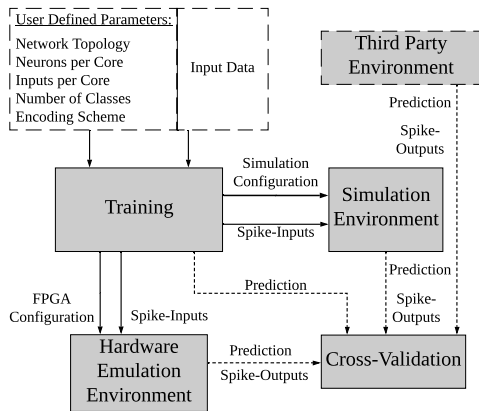 User Defined Parameters:
Network Topology
Neurons per Core
Inputs per Core
Number of Classes
Encoding Scheme
Input Data
Third Party
Environment
Prediction
Spike-
Outputs
Training
Simulation
Configuration
Spike-Inputs
Simulation
Environment
FPGA
Configuration
Spike-Inputs
Prediction
Prediction
Spike-
Outputs
Hardware
Emulation
Environment
Prediction
Spike-Outputs
Cross-Validation